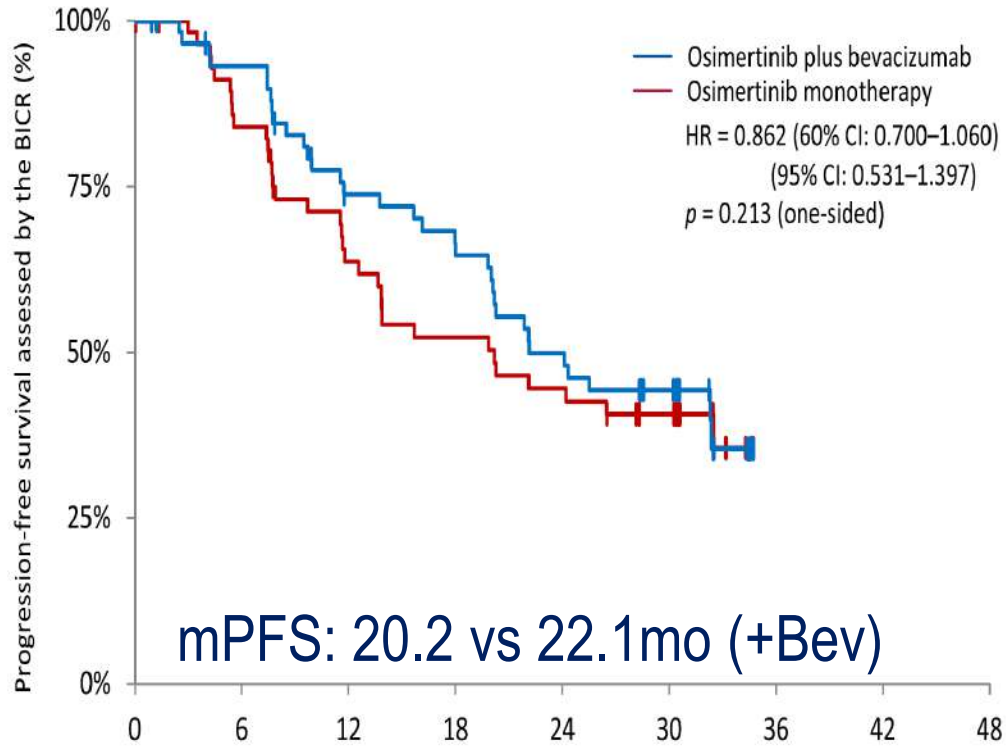 Progression-free survival assessed by the BICR (%)
100%
75%
50%
25%
0%
Osimertinib plus bevacizumab
Osimertinib monotherapy
HR = 0.862 (60% CI: 0.700–1.060)
(95% CI: 0.531–1.397)
p = 0.213 (one-sided)
mPFS: 20.2 vs 22.1mo (+Bev)
0 6 12 18 24 30 36 42 48